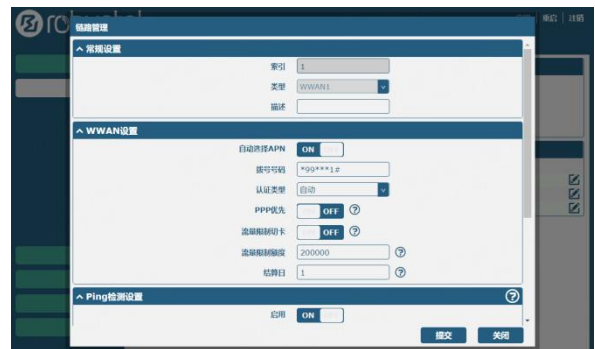 robustel
重启 | 注销
链路管理
^ 常规设置
索引 1
类型 WWAN1
描述
^ WWAN设置
自动选择APN ON
拨号号码 *99***1#
认证类型 自动
PPP优先 OFF ?
流量限制切卡 OFF ?
流量限制额度 200000 ?
结算日 1 ?
^ Ping检测设置 ?
启用 ON
提交 关闭